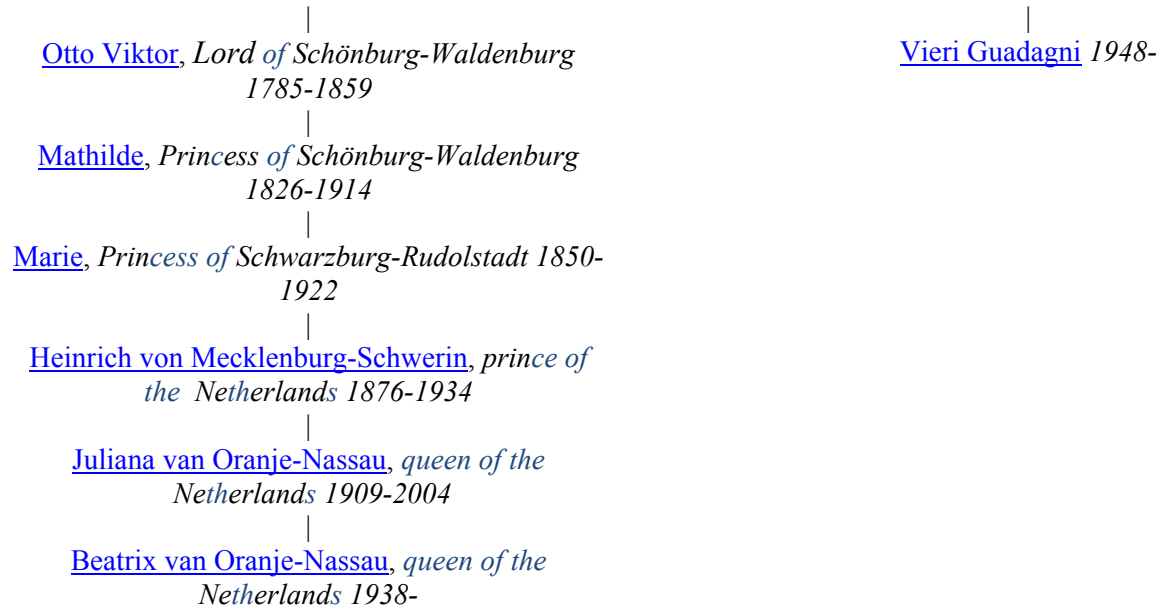 |
Otto Viktor, Lord of Schönburg-Waldenburg
1785-1859
|
Mathilde, Princess of Schönburg-Waldenburg
1826-1914
|
Marie, Princess of Schwarzburg-Rudolstadt 1850-
1922
|
Heinrich von Mecklenburg-Schwerin, prince of
the Netherlands 1876-1934
|
Juliana van Oranje-Nassau, queen of the
Netherlands 1909-2004
|
Beatrix van Oranje-Nassau, queen of the
Netherlands 1938-
|
Vieri Guadagni 1948-